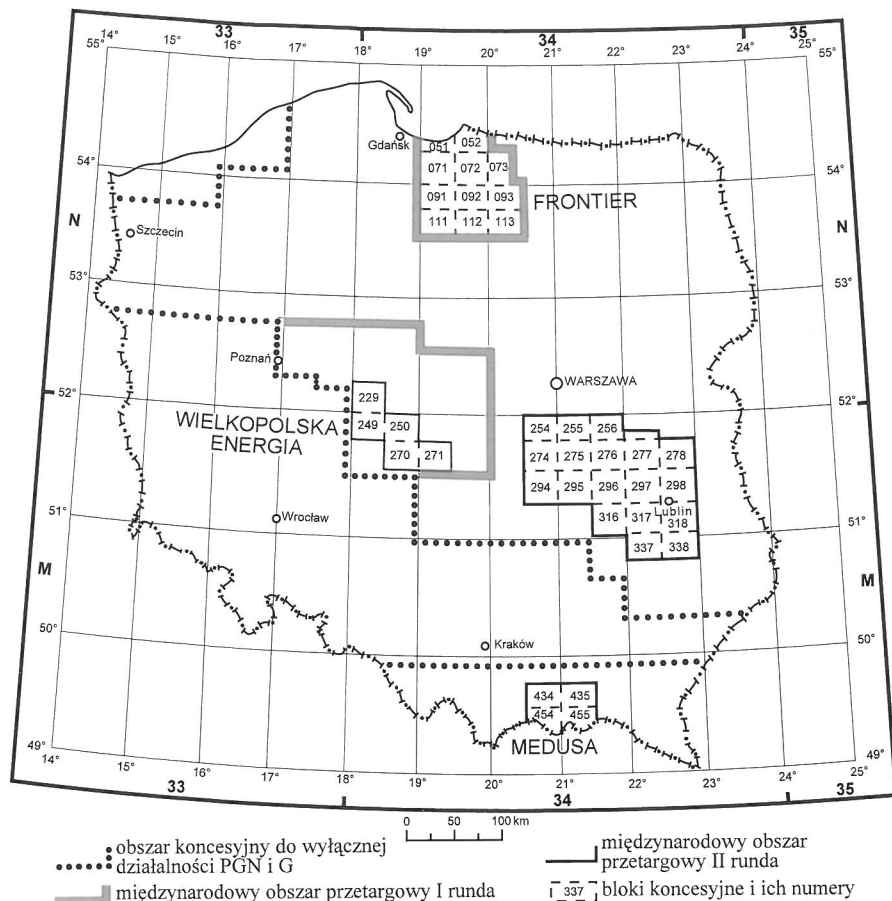 33 34 35
14° 15° 16° 17° 18° 19° 20° 21° 22° 23° 24° 25°
55° 55°
Gdańsk
051 052
54° 54°
071 072 073
091 092 093
FRONTIER
111 112 113
N N
Szczecin
53° 53°
Poznań
WARSZAWA
52° 52°
229
WIELKOPOLSKA
ENERGIA
249 250
254 255 256
270 271
274 275 276 277 278
294 295 296 297 298
Lublin
316 317 318
Wrocław
51° 51°
337 338
M M
50° 50°
Kraków
434 435
454 455
MEDUSA
49° 49°
14° 15° 16° 17° 18° 19° 20° 21° 22° 23° 24° 25°
33 34 35
0 50 100 km
obszar koncesyjny do wyłącznej
działalności PGN i G
międzynarodowy obszar przetargowy I runda
międzynarodowy obszar
przetargowy II runda
337 bloki koncesyjne i ich numery